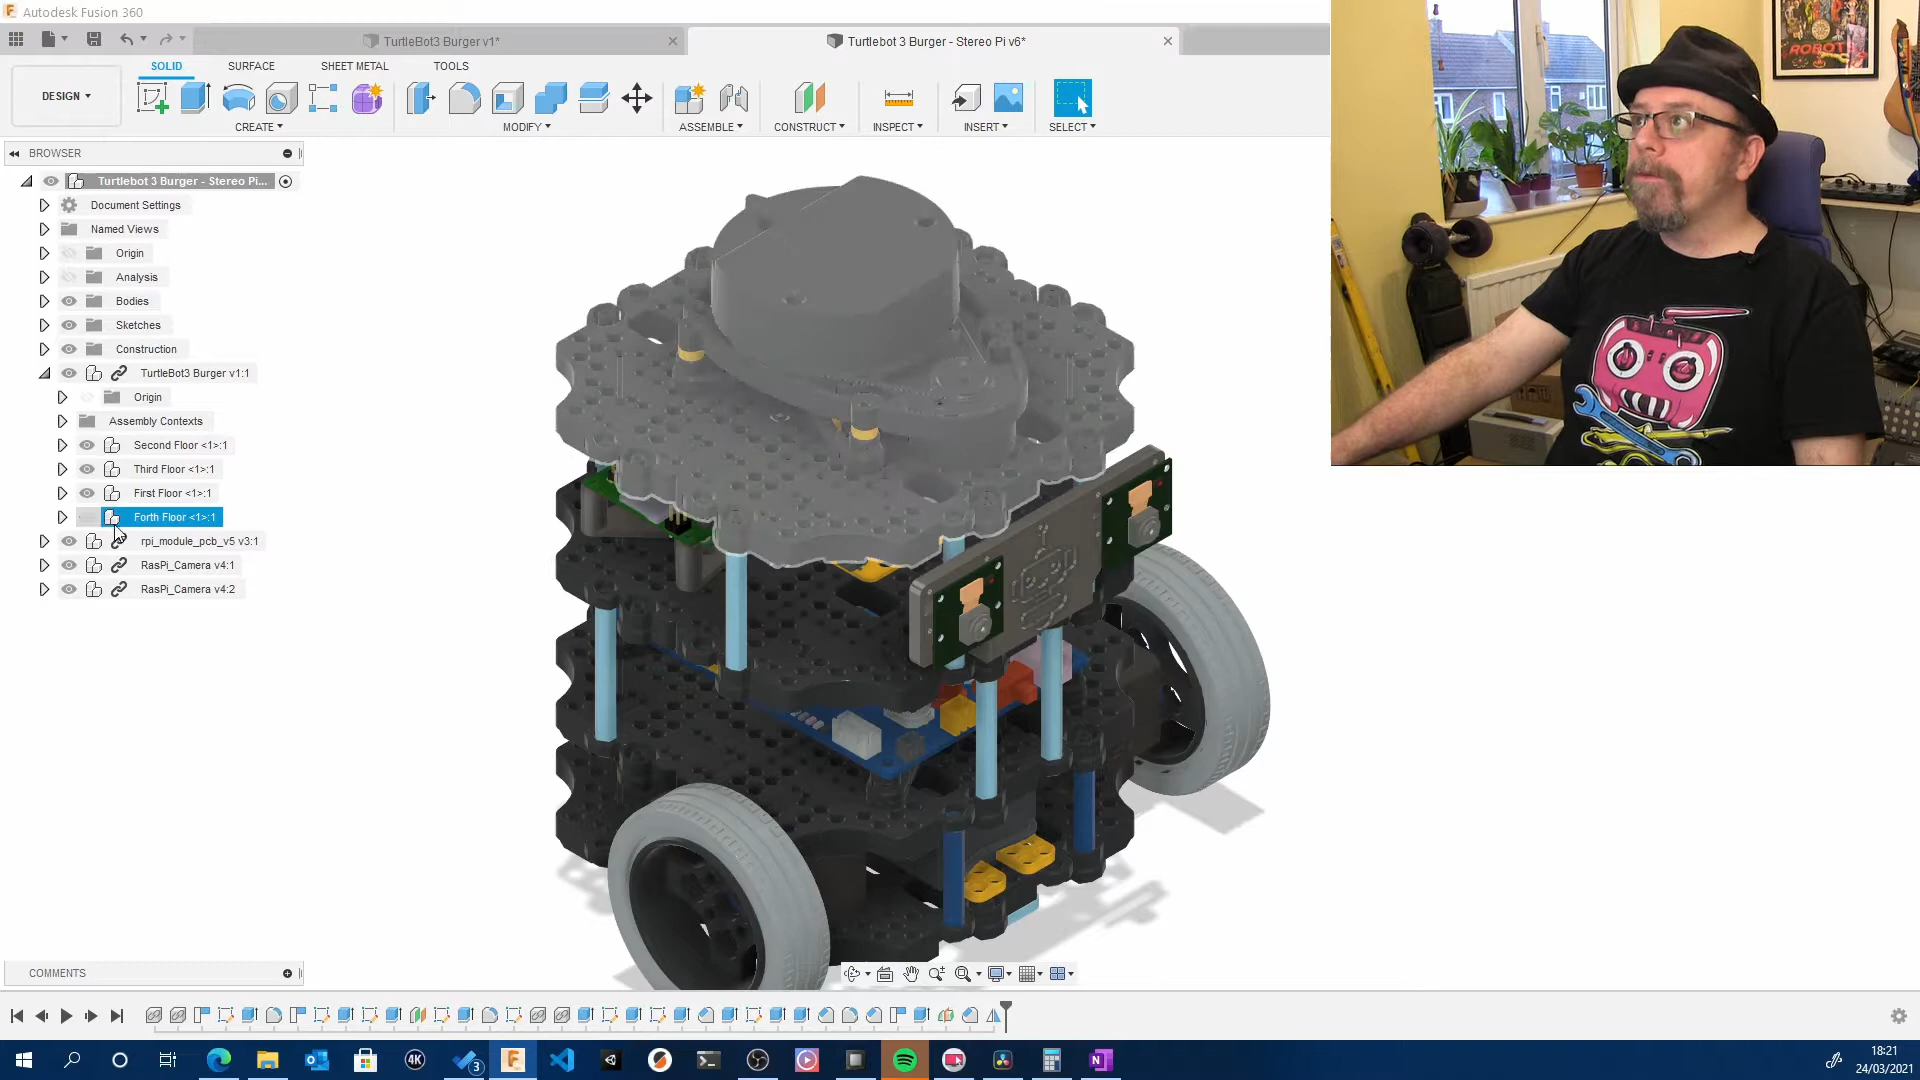 Autodesk Fusion 360
TurtleBot3 Burger v1*
Turtlebot 3 Burger - Stereo Pi v6*
SOLID
SURFACE
SHEET METAL
TOOLS
DESIGN
CREATE
MODIFY
ASSEMBLE
CONSTRUCT
INSPECT
INSERT
SELECT
BROWSER
Turtlebot 3 Burger - Stereo Pi...
Document Settings
Named Views
Origin
Analysis
Bodies
Sketches
Construction
TurtleBot3 Burger v1:1
Origin
Assembly Contexts
Second Floor <1>:1
Third Floor <1>:1
First Floor <1>:1
Forth Floor <1>:1
rpi_module_pcb_v5 v3:1
RasPi_Camera v4:1
RasPi_Camera v4:2
COMMENTS
ROBOTS
4K
3
N
18:21
24/03/2021